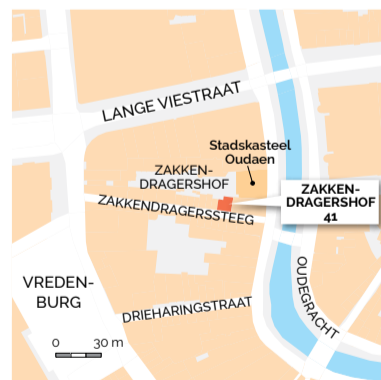 LANGE VIESTRAAT
Stadskasteel
Oudaen
ZAKKEN-
DRAGERSHOF
ZAKKEN-
DRAGERSHOF
41
ZAKKENDRAGERSSTEEG
VREDEN-
BURG
OUDEGRACHT
DRIEHARINGSTRAAT
0 30 m